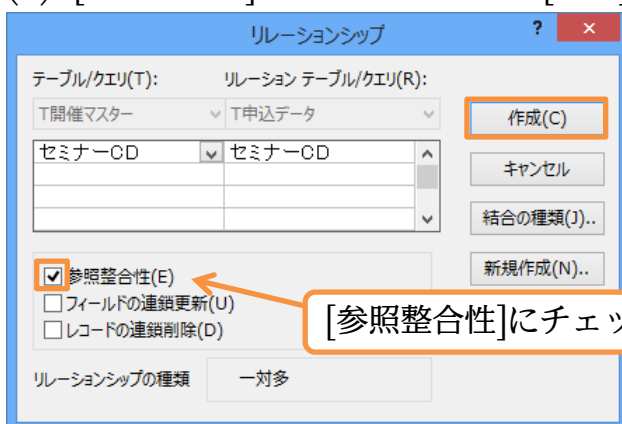 リレーションシップ ? ×
テーブル/クエリ(T): リレーション テーブル/クエリ(R):
T開催マスター T申込データ
作成(C)
セミナーCD セミナーCD
キャンセル
結合の種類(J)..
新規作成(N)..
参照整合性(E)
フィールドの連鎖更新(U)
レコードの連鎖削除(D)
[参照整合性]にチェッ
リレーションシップの種類 一対多